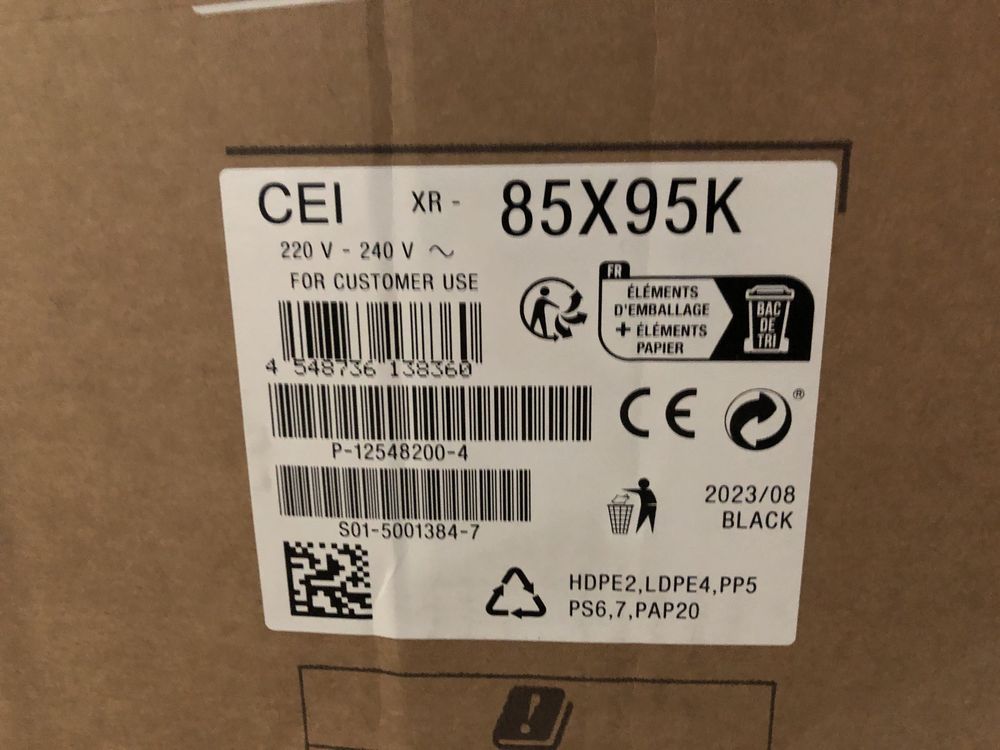 CEI XR - 85X95K
220 V - 240 V ~
FOR CUSTOMER USE
4 548736 138360
P-12548200-4
S01-5001384-7
FR
ÉLÉMENTS
D'EMBALLAGE
+ ÉLÉMENTS
PAPIER
BAC
DE
TRI
CE
®
2023/08
BLACK
HDPE2,LDPE4,PP5
PS6,7,PAP20
!